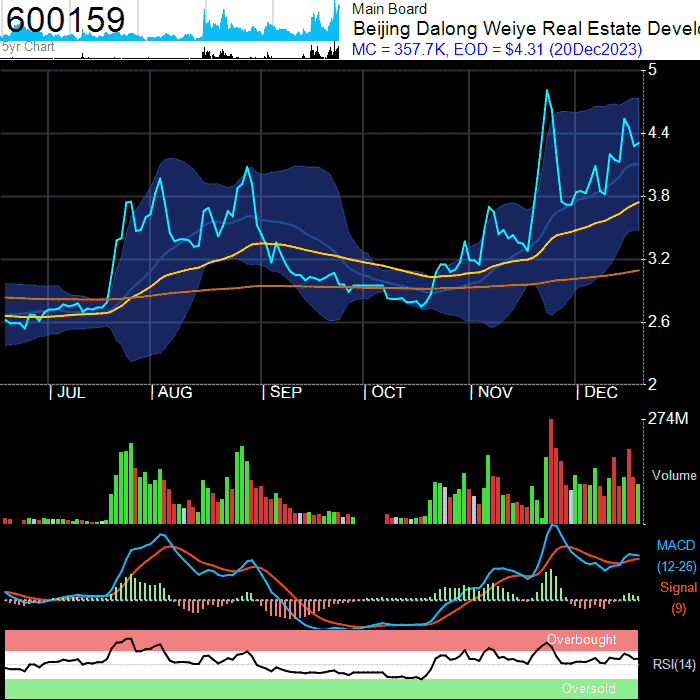 600159
5yr Chart
Main Board
Beijing Dalong Weiye Real Estate Develo
MC = 357.7K, EOD = $4.31 (20Dec2023)
5
4.4
3.8
3.2
2.6
2
| JUL | AUG | SEP | OCT | NOV | DEC
274M
Volume
MACD
(12-26)
Signal
(9)
Overbought
RSI(14)
Oversold